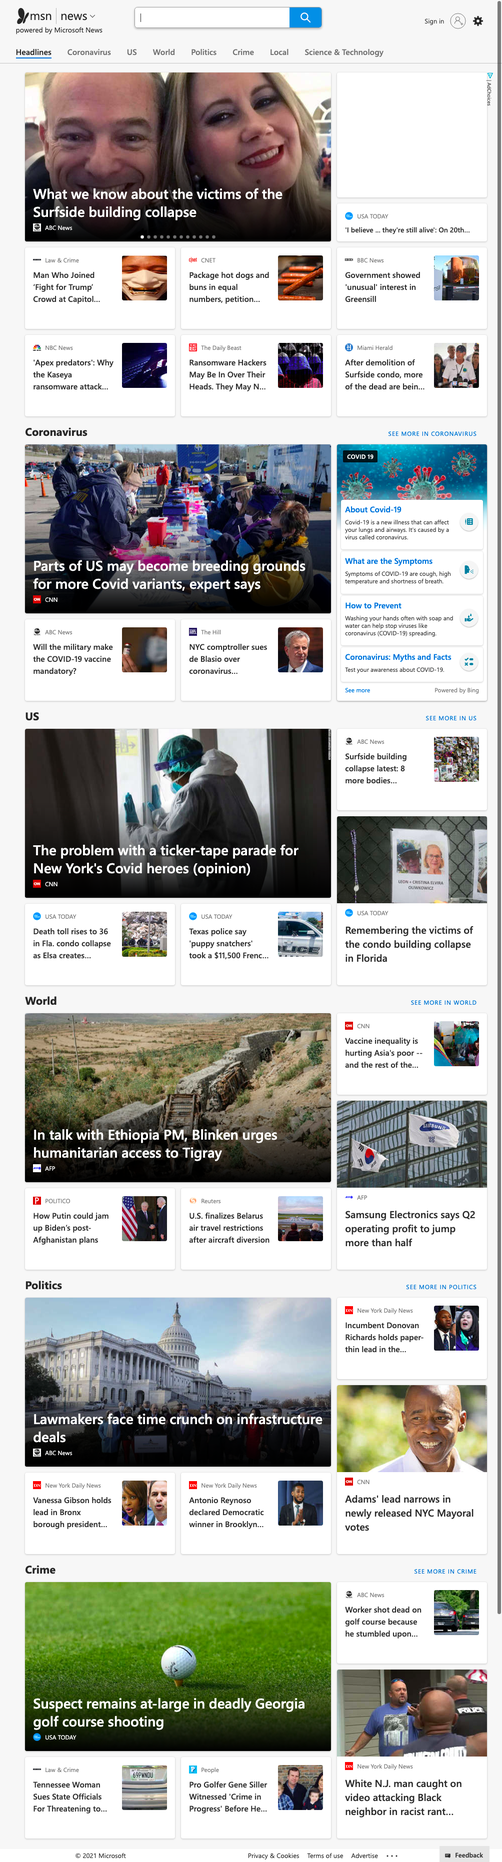 msn | news
powered by Microsoft News
Sign in
Headlines Coronavirus US World Politics Crime Local Science & Technology
AdChoices
What we know about the victims of the
Surfside building collapse
ABC News
USA TODAY
'I believe ... they're still alive': On 20th...
Law & Crime
Man Who Joined
'Fight for Trump'
Crowd at Capitol...
CNET
Package hot dogs and
buns in equal
numbers, petition...
BBC News
Government showed
'unusual' interest in
Greensill
NBC News
'Apex predators': Why
the Kaseya
ransomware attack...
The Daily Beast
Ransomware Hackers
May Be In Over Their
Heads. They May N...
Miami Herald
After demolition of
Surfside condo, more
of the dead are bein...
Coronavirus
SEE MORE IN CORONAVIRUS
Parts of US may become breeding grounds
for more Covid variants, expert says
CNN
COVID 19
About Covid-19
Covid-19 is a new illness that can affect
your lungs and airways. It's caused by a
virus called coronavirus.
What are the Symptoms
Symptoms of COVID-19 are cough, high
temperature and shortness of breath.
How to Prevent
Washing your hands often with soap and
water can help stop viruses like
coronavirus (COVID-19) spreading.
Coronavirus: Myths and Facts
Test your awareness about COVID-19.
See more
Powered by Bing
ABC News
Will the military make
the COVID-19 vaccine
mandatory?
The Hill
NYC comptroller sues
de Blasio over
coronavirus...
US
SEE MORE IN US
The problem with a ticker-tape parade for
New York's Covid heroes (opinion)
CNN
ABC News
Surfside building
collapse latest: 8
more bodies...
USA TODAY
Remembering the victims of
the condo building collapse
in Florida
USA TODAY
Death toll rises to 36
in Fla. condo collapse
as Elsa creates...
USA TODAY
Texas police say
'puppy snatchers'
took a $11,500 Frenc...
World
SEE MORE IN WORLD
In talk with Ethiopia PM, Blinken urges
humanitarian access to Tigray
AFP
CNN
Vaccine inequality is
hurting Asia's poor --
and the rest of the...
SAMSUNG
AFP
Samsung Electronics says Q2
operating profit to jump
more than half
POLITICO
How Putin could jam
up Biden's post-
Afghanistan plans
Reuters
U.S. finalizes Belarus
air travel restrictions
after aircraft diversion
Politics
SEE MORE IN POLITICS
Lawmakers face time crunch on infrastructure
deals
ABC News
New York Daily News
Incumbent Donovan
Richards holds paper-
thin lead in the...
CNN
Adams' lead narrows in
newly released NYC Mayoral
votes
New York Daily News
Vanessa Gibson holds
lead in Bronx
borough president...
New York Daily News
Antonio Reynoso
declared Democratic
winner in Brooklyn...
Crime
SEE MORE IN CRIME
Suspect remains at-large in deadly Georgia
golf course shooting
USA TODAY
ABC News
Worker shot dead on
golf course because
he stumbled upon...
New York Daily News
White N.J. man caught on
video attacking Black
neighbor in racist rant...
Law & Crime
Tennessee Woman
Sues State Officials
For Threatening to...
People
Pro Golfer Gene Siller
Witnessed 'Crime in
Progress' Before He...
© 2021 Microsoft Privacy & Cookies Terms of use Advertise ... Feedback